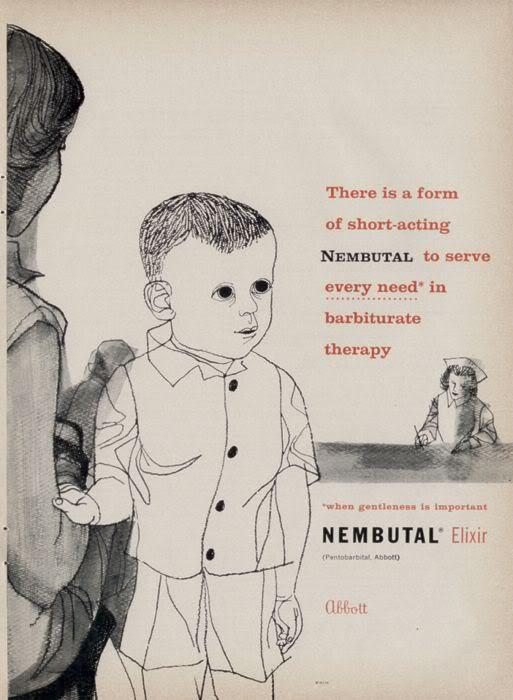 There is a form
of short-acting
NEMBUTAL to serve
every need* in
barbiturate
therapy
*when gentleness is important
NEMBUTAL® Elixir
(Pentobarbital, Abbott)
Abbott